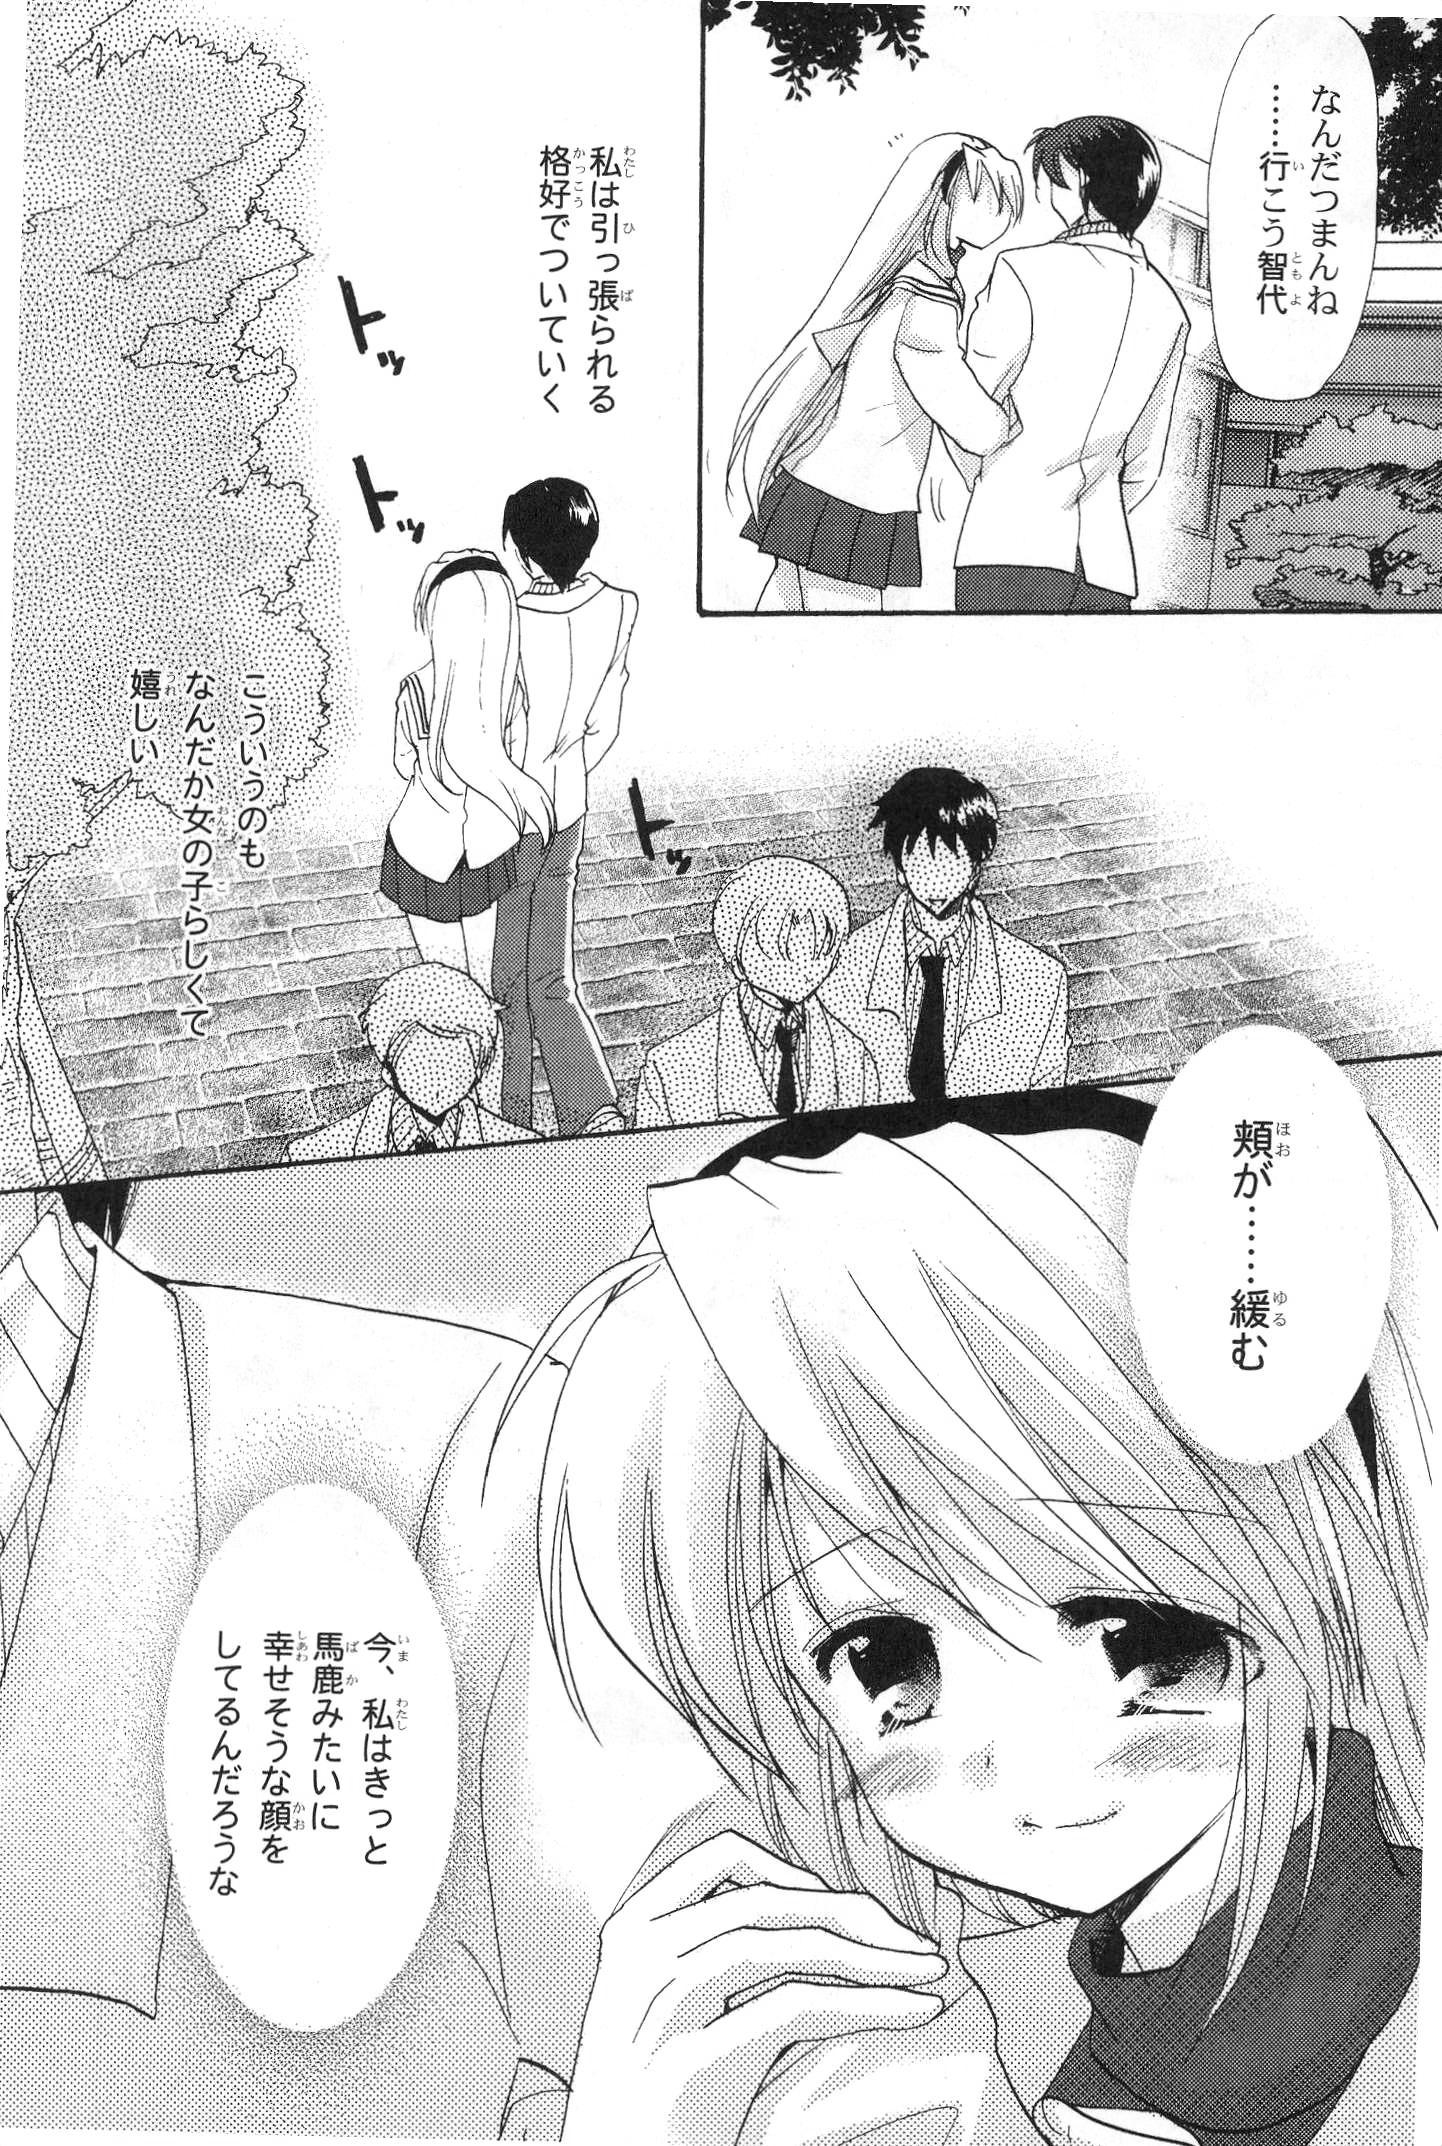 なんだつまんね
……行こう智代
私は引っ張られる
格好でついていく
トッ
トッ
トッ
こういうのも
なんだか女の子らしくて
嬉しい
頬が……緩む
今、私はきっと
馬鹿みたいに
幸せそうな顔を
してるんだろうな